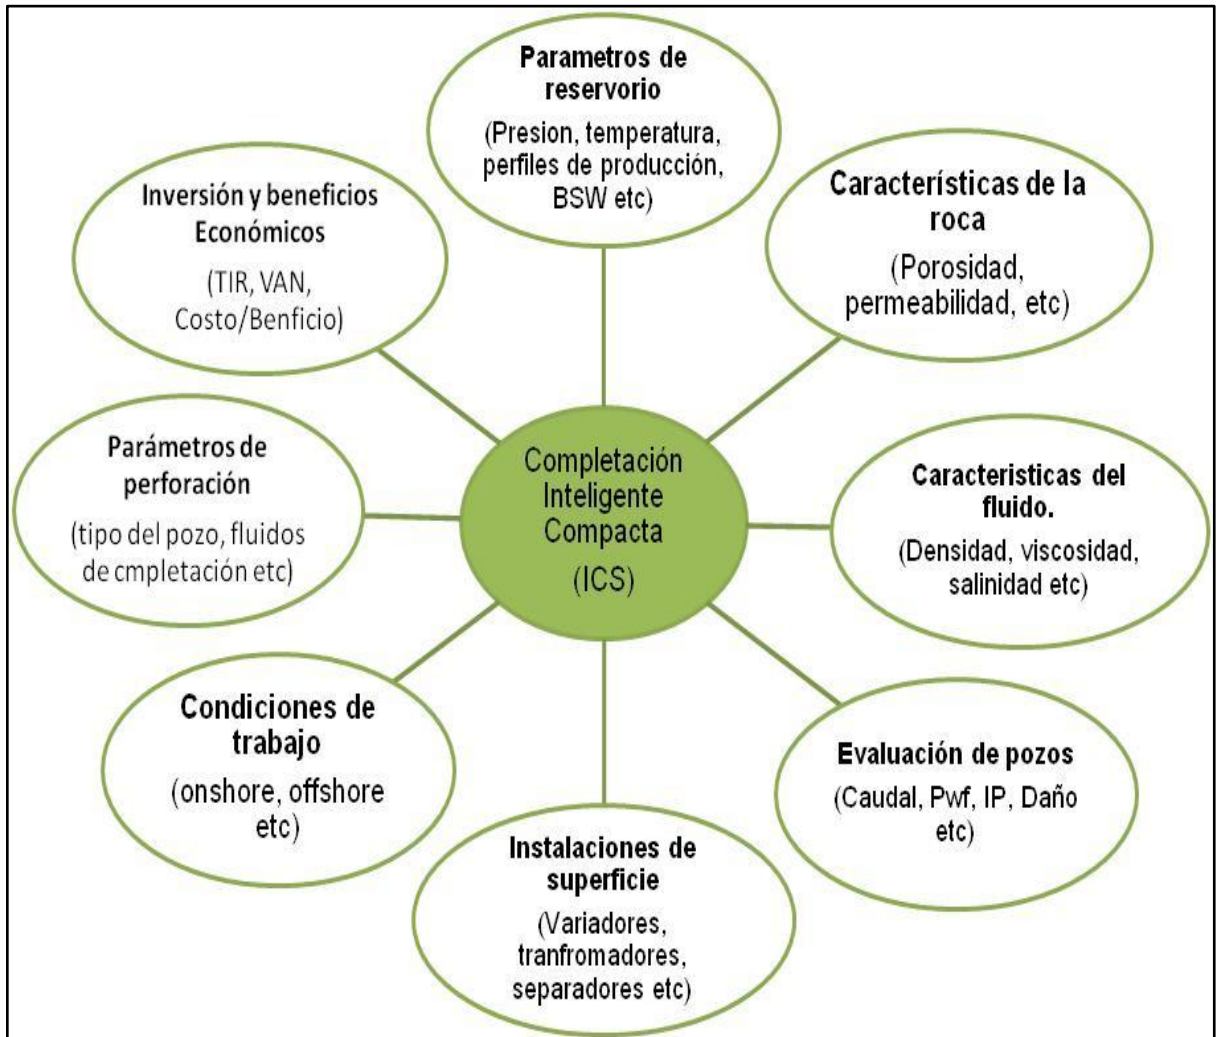 Parametros de
reservorio
(Presion, temperatura,
perfiles de producción,
BSW etc)
Inversión y beneficios
Económicos
(TIR, VAN,
Costo/Benficio)
Características de la
roca
(Porosidad,
permeabilidad, etc)
Parámetros de
perforación
(tipo del pozo, fluidos
de cmpletación etc)
Completación
Inteligente
Compacta
(ICS)
Caracteristicas del
fluido.
(Densidad, viscosidad,
salinidad etc)
Condiciones de
trabajo
(onshore, offshore
etc)
Evaluación de pozos
(Caudal, Pwf, IP, Daño
etc)
Instalaciones de
superficie
(Variadores,
tranfromadores,
separadores etc)